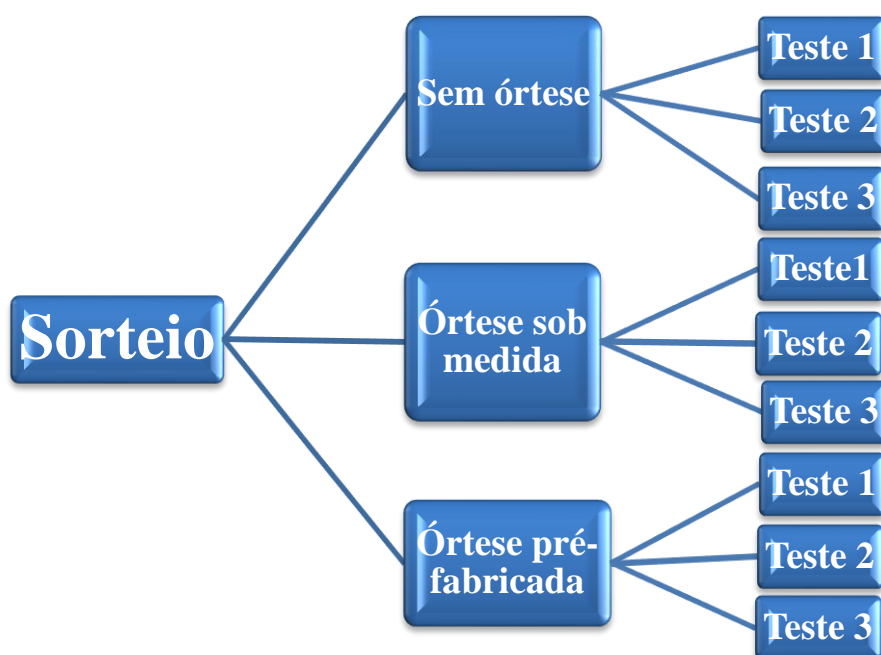 Sorteio
Sem órtese
Teste 1
Teste 2
Teste 3
Órtese sob
medida
Teste1
Teste 2
Teste 3
Órtese pré-
fabricada
Teste 1
Teste 2
Teste 3